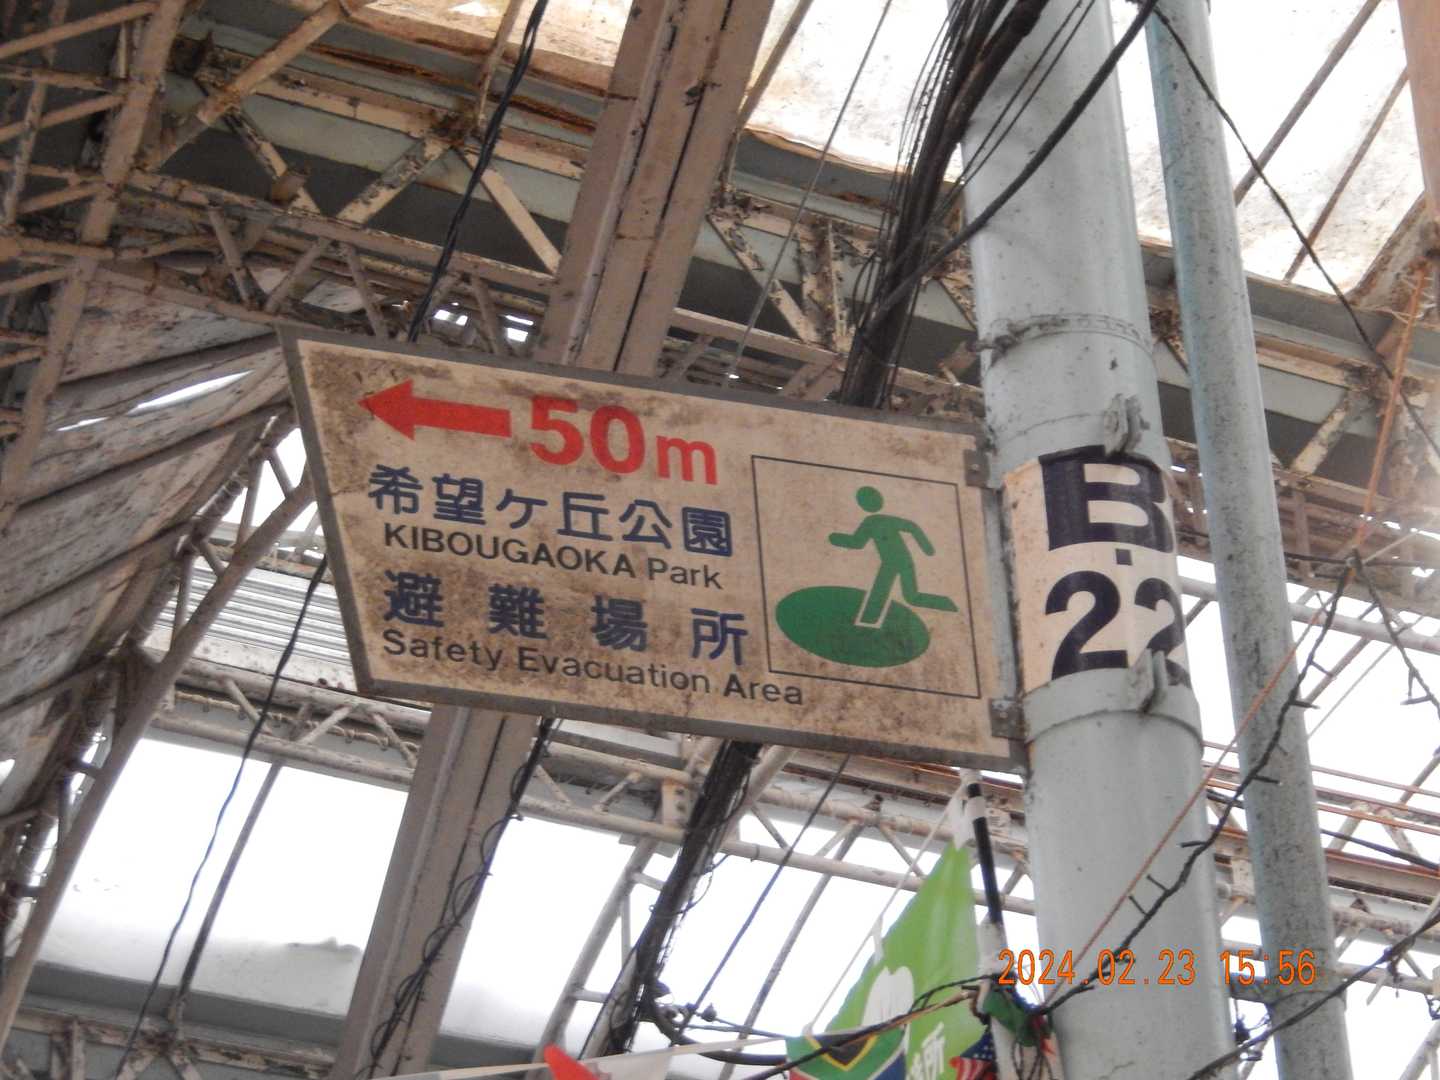 50m
希望ケ丘公園
KIBOUGAOKA Park
避難場所
Safety Evacuation Area
B.
22
所
2024.02.23 15:56